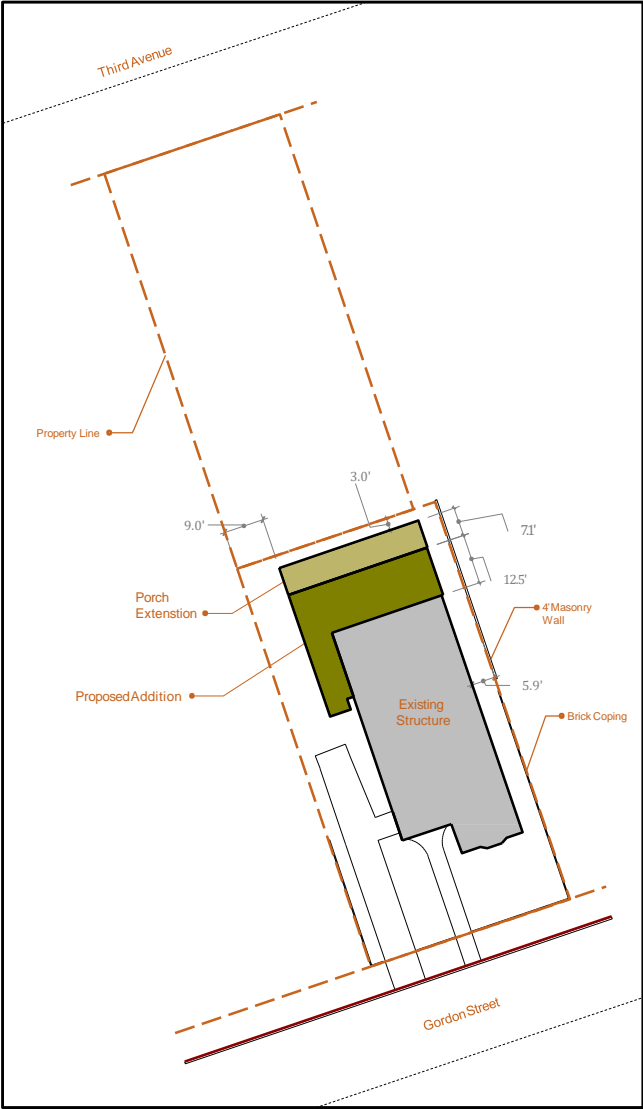 Third Avenue
Property Line
3.0'
9.0'
7.1'
12.5'
Porch
Extenstion
4' Masonry
Wall
Proposed Addition
5.9'
Existing
Structure
Brick Coping
Gordon Street